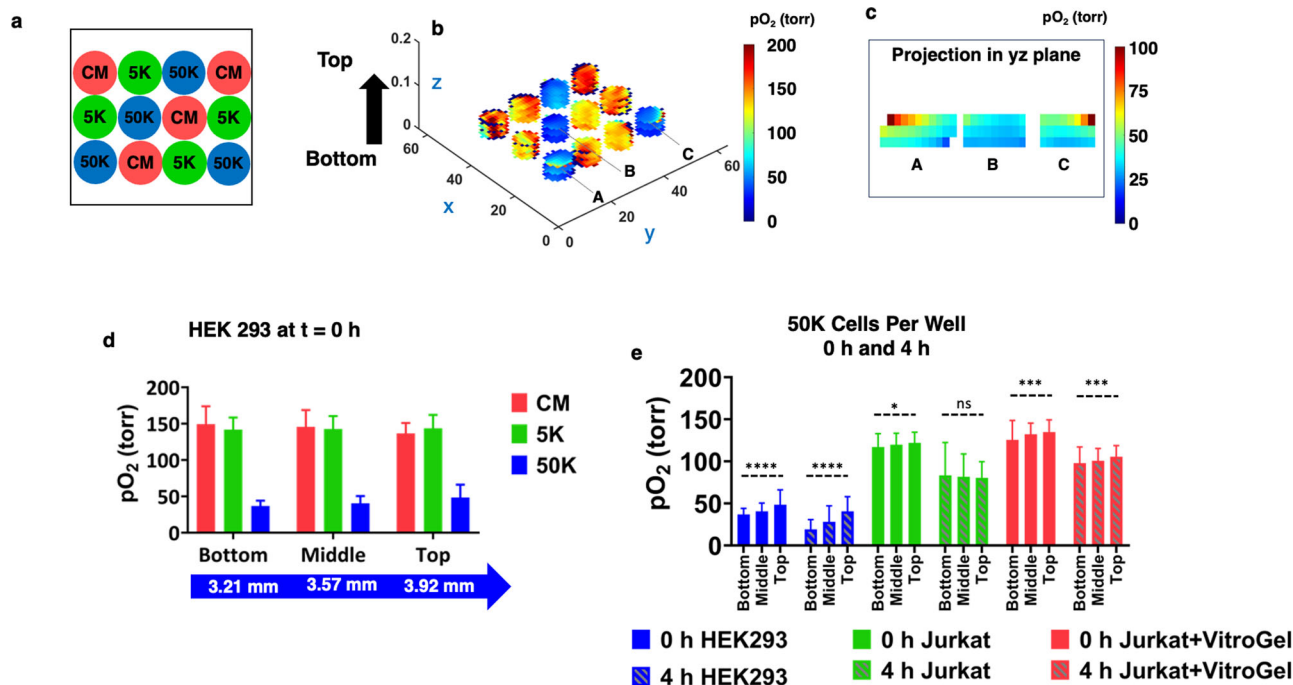 a
CM 5K 50K CM
5K 50K CM 5K
50K CM 5K 50K
b
pO2 (torr)
Top
Bottom
0.2
0.1
0
z
60
40
20
0
x
0
20
40
60
y
A
B
C
200
150
100
50
0
c
pO2 (torr)
Projection in yz plane
A B C
100
75
50
25
0
d
HEK 293 at t = 0 h
pO2 (torr)
200
150
100
50
0
Bottom Middle Top
3.21 mm 3.57 mm 3.92 mm
CM
5K
50K
e
50K Cells Per Well
0 h and 4 h
pO2 (torr)
200
150
100
50
0
**** **** * ns *** ***
Bottom Middle Top Bottom Middle Top Bottom Middle Top Bottom Middle Top Bottom Middle Top Bottom Middle Top
0 h HEK293 0 h Jurkat 0 h Jurkat+VitroGel
4 h HEK293 4 h Jurkat 4 h Jurkat+VitroGel